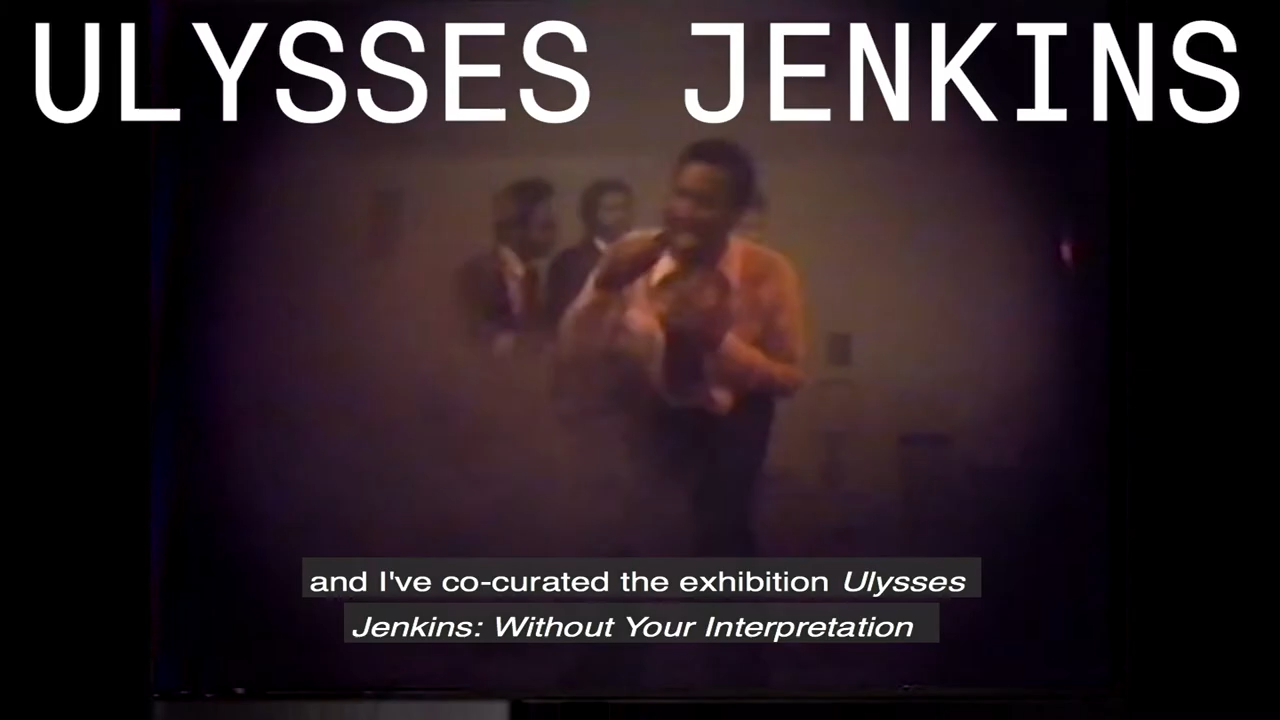 ULYSSES JENKINS
and I've co-curated the exhibition Ulysses
Jenkins: Without Your Interpretation